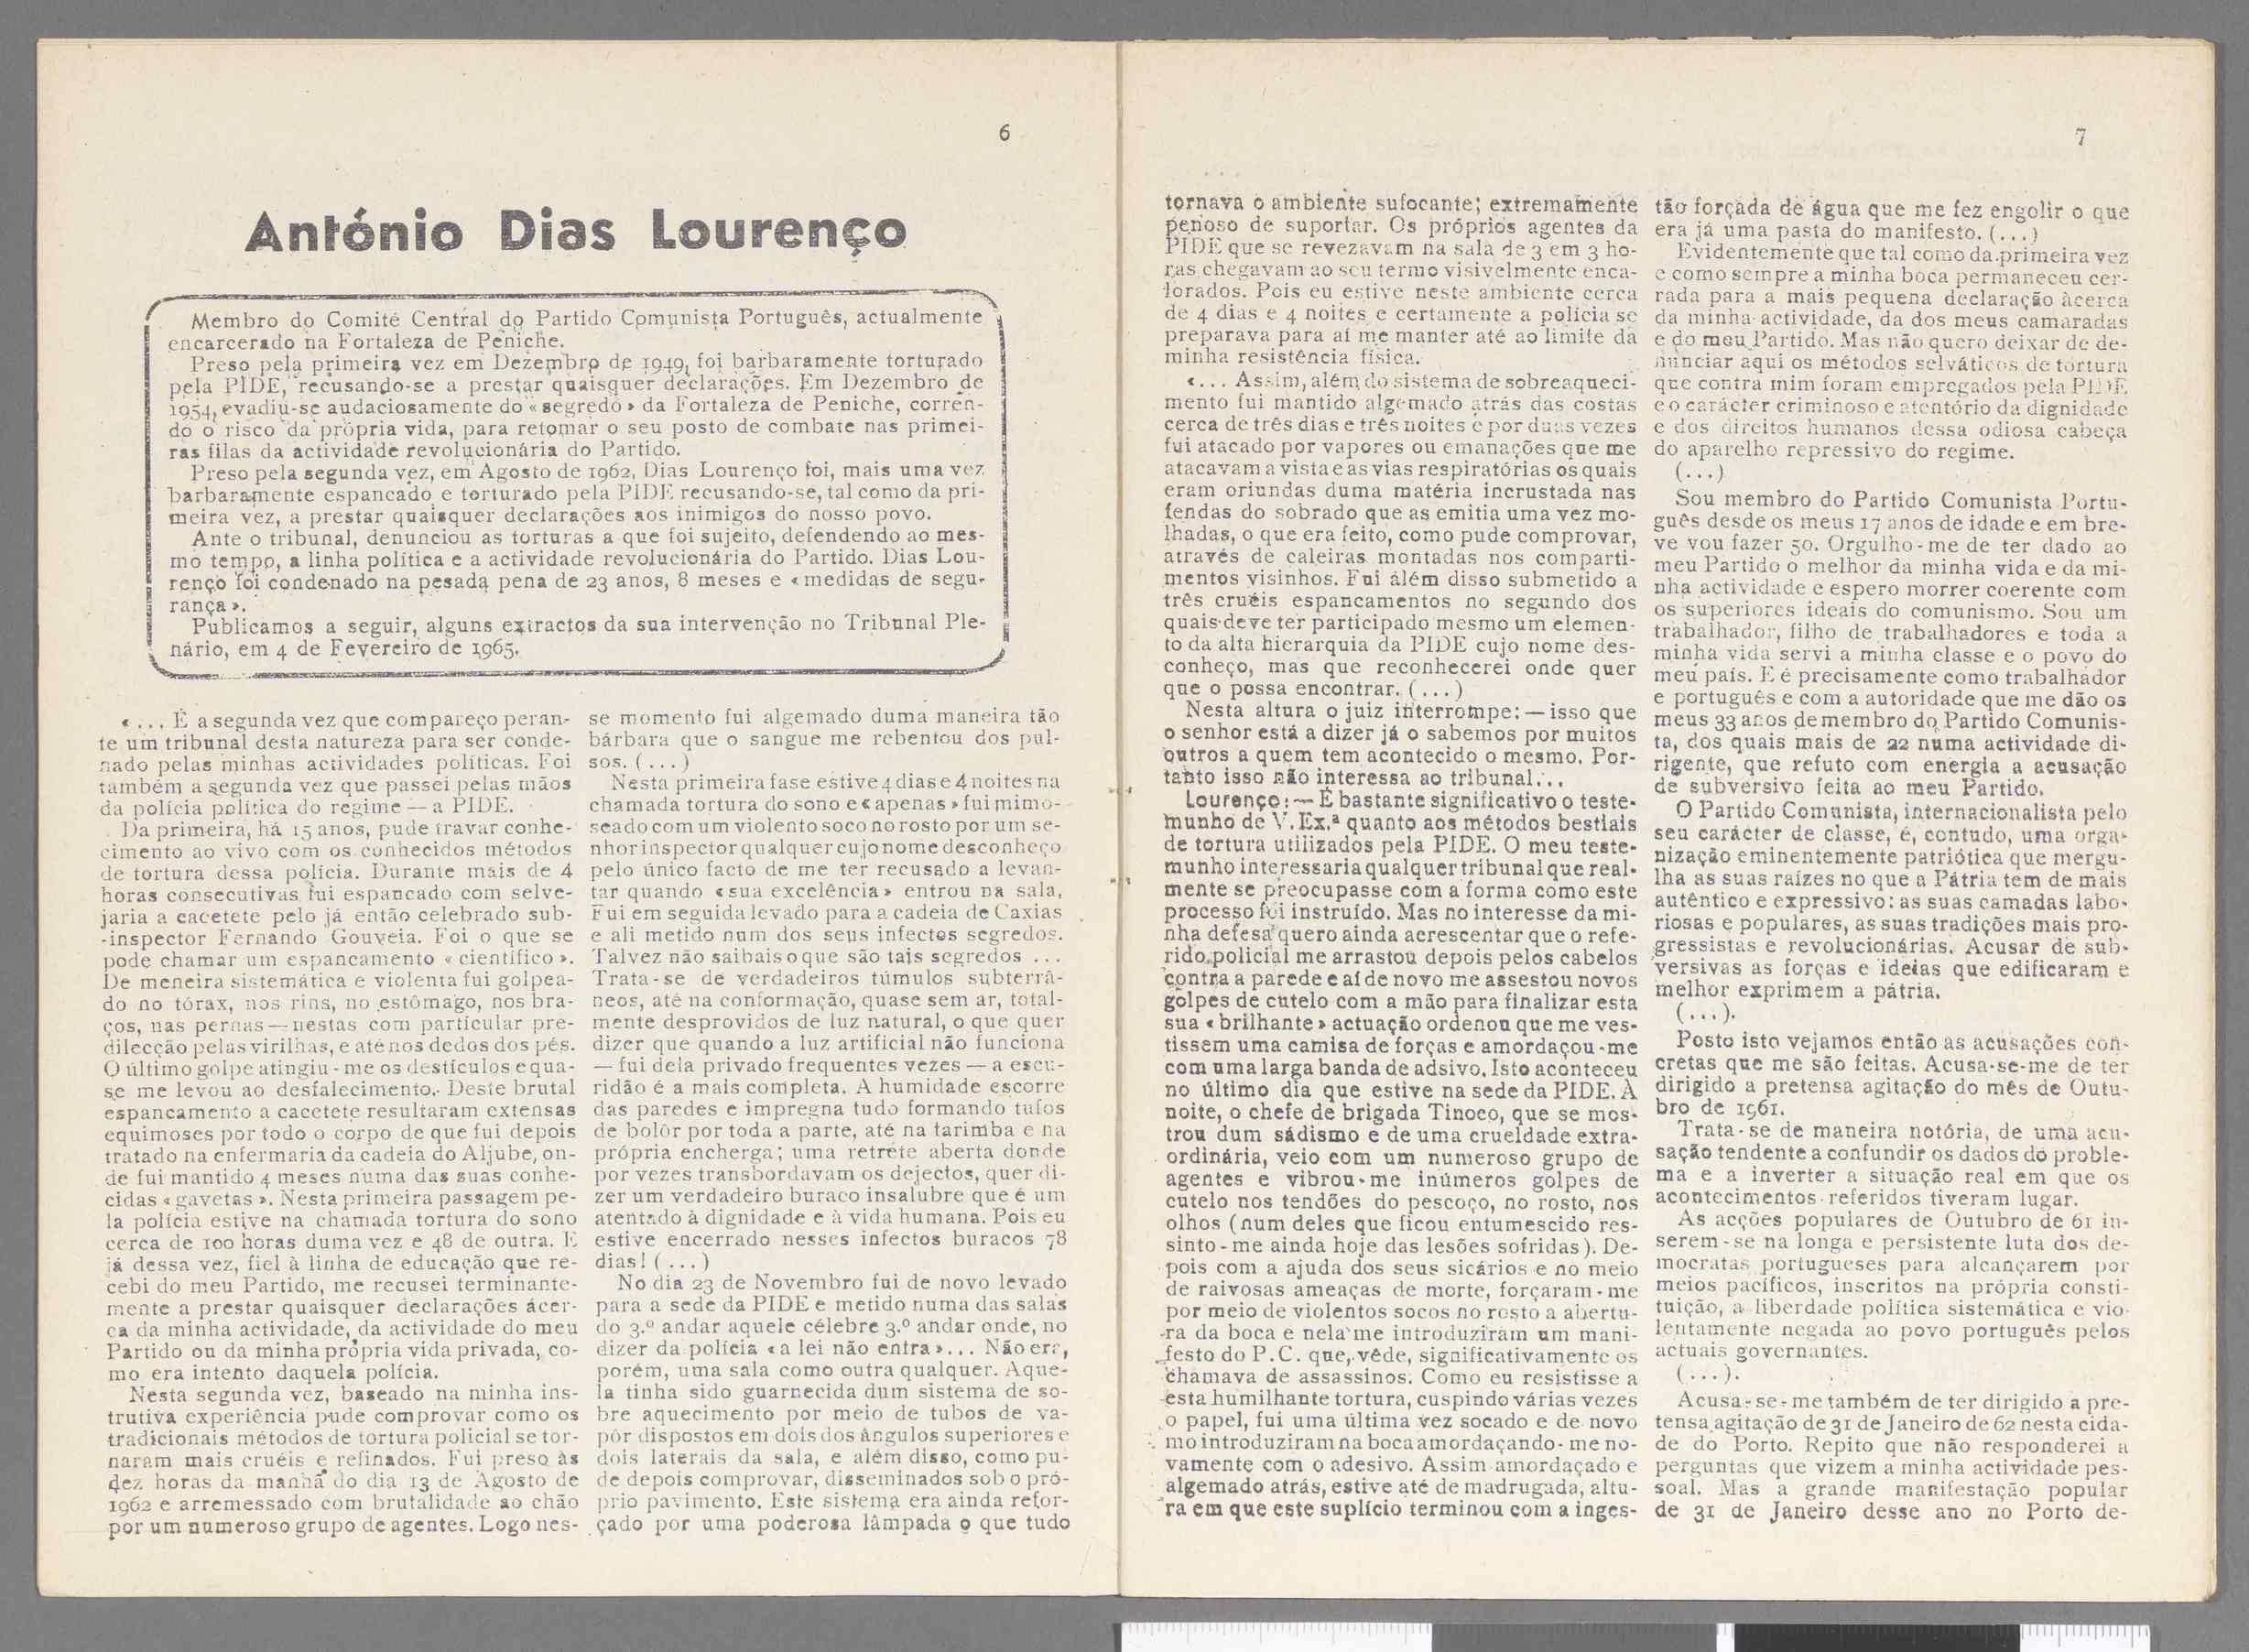 6
António Dias Lourenço
Membro do Comité Central do Partido Comunista Português, actualmente
encarcerado na Fortaleza de Peniche.
Preso pela primeira vez em Dezembro de 1949, foi barbaramente torturado
pela PIDE, recusando-se a prestar quaisquer declarações. Em Dezembro de
1954, evadiu-se audaciosamente do « segredo » da Fortaleza de Peniche, corren-
do o risco da própria vida, para retomar o seu posto de combate nas primei-
ras filas da actividade revolucionária do Partido.
Preso pela segunda vez, em Agosto de 1962, Dias Lourenço foi, mais uma vez
barbaramente espancado e torturado pela PIDE recusando-se, tal como da pri-
meira vez, a prestar quaisquer declarações aos inimigos do nosso povo.
Ante o tribunal, denunciou as torturas a que foi sujeito, defendendo ao mes-
mo tempo, a linha política e a actividade revolucionária do Partido. Dias Lou-
renço foi condenado na pesada pena de 23 anos, 8 meses e « medidas de segu-
rança ».
Publicamos a seguir, alguns extractos da sua intervenção no Tribunal Ple-
nário, em 4 de Fevereiro de 1965.
« ... É a segunda vez que compareço peran-
te um tribunal desta natureza para ser conde-
nado pelas minhas actividades políticas. Foi
também a segunda vez que passei pelas mãos
da polícia política do regime — a PIDE.
Da primeira, há 15 anos, pude travar conhe-
cimento ao vivo com os conhecidos métodos
de tortura dessa polícia. Durante mais de 4
horas consecutivas fui espancado com selve-
jaria a cacetete pelo já então celebrado sub-
-inspector Fernando Gouveia. Foi o que se
pode chamar um espancamento « científico ».
De meneira sistemática e violenta fui golpea-
do no tórax, nos rins, no estômago, nos bra-
ços, nas pernas — nestas com particular pre-
dilecção pelas virilhas, e até nos dedos dos pés.
O último golpe atingiu-me os destículos e qua-
se me levou ao desfalecimento. Deste brutal
espancamento a cacetete resultaram extensas
equimoses por todo o corpo de que fui depois
tratado na enfermaria da cadeia do Aljube, on-
de fui mantido 4 meses numa das suas conhe-
cidas « gavetas ». Nesta primeira passagem pe-
la polícia estive na chamada tortura do sono
cerca de 100 horas duma vez e 48 de outra. E
já dessa vez, fiel à linha de educação que re-
cebi do meu Partido, me recusei terminante-
mente a prestar quaisquer declarações ácer-
ca da minha actividade, da actividade do meu
Partido ou da minha própria vida privada, co-
mo era intento daquela polícia.
Nesta segunda vez, baseado na minha ins-
trutiva experiência pude comprovar como os
tradicionais métodos de tortura policial se tor-
naram mais cruéis e refinados. Fui preso às
dez horas da manhã do dia 13 de Agosto de
1962 e arremessado com brutalidade ao chão
por um numeroso grupo de agentes. Logo nes-
se momento fui algemado duma maneira tão
bárbara que o sangue me rebentou dos pul-
sos. (...)
Nesta primeira fase estive 4 dias e 4 noites na
chamada tortura do sono e « apenas » fui mimo-
seado com um violento soco no rosto por um se-
nhor inspector qualquer cujo nome desconheço
pelo único facto de me ter recusado a levan-
tar quando « sua excelência » entrou na sala.
Fui em seguida levado para a cadeia de Caxias
e ali metido num dos seus infectos segredos.
Talvez não saibais o que são tais segredos ...
Trata-se de verdadeiros túmulos subterrâ-
neos, até na conformação, quase sem ar, total-
mente desprovidos de luz natural, o que quer
dizer que quando a luz artificial não funciona
— fui dela privado frequentes vezes — a escu-
ridão é a mais completa. A humidade escorre
das paredes e impregna tudo formando tufos
de bolôr por toda a parte, até na tarimba e na
própria encherga; uma retrete aberta donde
por vezes transbordavam os dejectos, quer di-
zer um verdadeiro buraco insalubre que é um
atentado à dignidade e à vida humana. Pois eu
estive encerrado nesses infectos buracos 78
dias! (...)
No dia 23 de Novembro fui de novo levado
para a sede da PIDE e metido numa das salas
do 3.º andar aquele célebre 3.º andar onde, no
dizer da polícia « a lei não entra »... Não era,
porém, uma sala como outra qualquer. Aque-
la tinha sido guarnecida dum sistema de so-
bre aquecimento por meio de tubos de va-
pór dispostos em dois dos ângulos superiores e
dois laterais da sala, e além disso, como pu-
de depois comprovar, disseminados sob o pró-
prio pavimento. Este sistema era ainda refor-
çado por uma poderosa lâmpada o que tudo
7
tornava o ambiente sufocante; extremamente
penoso de suportar. Os próprios agentes da
PIDE que se revezavam na sala de 3 em 3 ho-
ras chegavam ao seu termo visivelmente enca-
lorados. Pois eu estive neste ambiente cerca
de 4 dias e 4 noites e certamente a polícia se
preparava para aí me manter até ao limite da
minha resistência física.
« ... Assim, além do sistema de sobreaqueci-
mento fui mantido algemado atrás das costas
cerca de três dias e três noites e por duas vezes
fui atacado por vapores ou emanações que me
atacavam a vista e as vias respiratórias os quais
eram oriundas duma matéria incrustada nas
fendas do sobrado que as emitia uma vez mo-
lhadas, o que era feito, como pude comprovar,
através de caleiras montadas nos comparti-
mentos visinhos. Fui além disso submetido a
três cruéis espancamentos no segundo dos
quais deve ter participado mesmo um elemen-
to da alta hierarquia da PIDE cujo nome des-
conheço, mas que reconhecerei onde quer
que o possa encontrar. (...)
Nesta altura o juiz interrompe: — isso que
o senhor está a dizer já o sabemos por muitos
outros a quem tem acontecido o mesmo. Por-
tanto isso não interessa ao tribunal...
Lourenço: — É bastante significativo o teste-
munho de V. Ex.ª quanto aos métodos bestiais
de tortura utilizados pela PIDE. O meu teste-
munho interessaria qualquer tribunal que real-
mente se preocupasse com a forma como este
processo foi instruído. Mas no interesse da mi-
nha defesa quero ainda acrescentar que o refe-
rido policial me arrastou depois pelos cabelos
contra a parede e aí de novo me assestou novos
golpes de cutelo com a mão para finalizar esta
sua « brilhante » actuação ordenou que me ves-
tissem uma camisa de forças e amordaçou-me
com uma larga banda de adsivo. Isto aconteceu
no último dia que estive na sede da PIDE. À
noite, o chefe de brigada Tinoco, que se mos-
trou dum sádismo e de uma crueldade extra-
ordinária, veio com um numeroso grupo de
agentes e vibrou-me inúmeros golpes de
cutelo nos tendões do pescoço, no rosto, nos
olhos (num deles que ficou entumescido res-
sinto-me ainda hoje das lesões sofridas). De-
pois com a ajuda dos seus sicários e no meio
de raivosas ameaças de morte, forçaram-me
por meio de violentos socos no rosto a abertu-
ra da boca e nela me introduziram um mani-
festo do P.C. que, vêde, significativamente os
chamava de assassinos. Como eu resistisse a
esta humilhante tortura, cuspindo várias vezes
o papel, fui uma última vez socado e de novo
mo introduziram na boca amordaçando-me no-
vamente com o adesivo. Assim amordaçado e
algemado atrás, estive até de madrugada, altu-
ra em que este suplício terminou com a inges-
tão forçada de água que me fez engolir o que
era já uma pasta do manifesto. (...)
Evidentemente que tal como da primeira vez
e como sempre a minha boca permaneceu cer-
rada para a mais pequena declaração àcerca
da minha actividade, da dos meus camaradas
e do meu Partido. Mas não quero deixar de de-
nunciar aqui os métodos selváticos de tortura
que contra mim foram empregados pela PIDE
e o carácter criminoso e atentório da dignidade
e dos direitos humanos dessa odiosa cabeça
do aparelho repressivo do regime.
(...)
Sou membro do Partido Comunista Portu-
guês desde os meus 17 anos de idade e em bre-
ve vou fazer 50. Orgulho-me de ter dado ao
meu Partido o melhor da minha vida e da mi-
nha actividade e espero morrer coerente com
os superiores ideais do comunismo. Sou um
trabalhador, filho de trabalhadores e toda a
minha vida servi a minha classe e o povo do
meu país. E é precisamente como trabalhador
e português e com a autoridade que me dão os
meus 33 anos de membro do Partido Comunis-
ta, dos quais mais de 22 numa actividade di-
rigente, que refuto com energia a acusação
de subversivo feita ao meu Partido.
O Partido Comunista, internacionalista pelo
seu carácter de classe, é, contudo, uma orga-
nização eminentemente patriótica que mergu-
lha as suas raízes no que a Pátria tem de mais
autêntico e expressivo: as suas camadas labo-
riosas e populares, as suas tradições mais pro-
gressistas e revolucionárias. Acusar de sub-
versivas as forças e ideias que edificaram e
melhor exprimem a pátria.
(...).
Posto isto vejamos então as acusações con-
cretas que me são feitas. Acusa-se-me de ter
dirigido a pretensa agitação do mês de Outu-
bro de 1961.
Trata-se de maneira notória, de uma acu-
sação tendente a confundir os dados do proble-
ma e a inverter a situação real em que os
acontecimentos referidos tiveram lugar.
As acções populares de Outubro de 61 in-
serem-se na longa e persistente luta dos de-
mocratas portugueses para alcançarem por
meios pacíficos, inscritos na própria consti-
tuição, a liberdade política sistemática e vio-
lentamente negada ao povo português pelos
actuais governantes.
(...).
Acusa-se-me também de ter dirigido a pre-
tensa agitação de 31 de Janeiro de 62 nesta cida-
de do Porto. Repito que não responderei a
perguntas que vizem a minha actividade pes-
soal. Mas a grande manifestação popular
de 31 de Janeiro desse ano no Porto de-